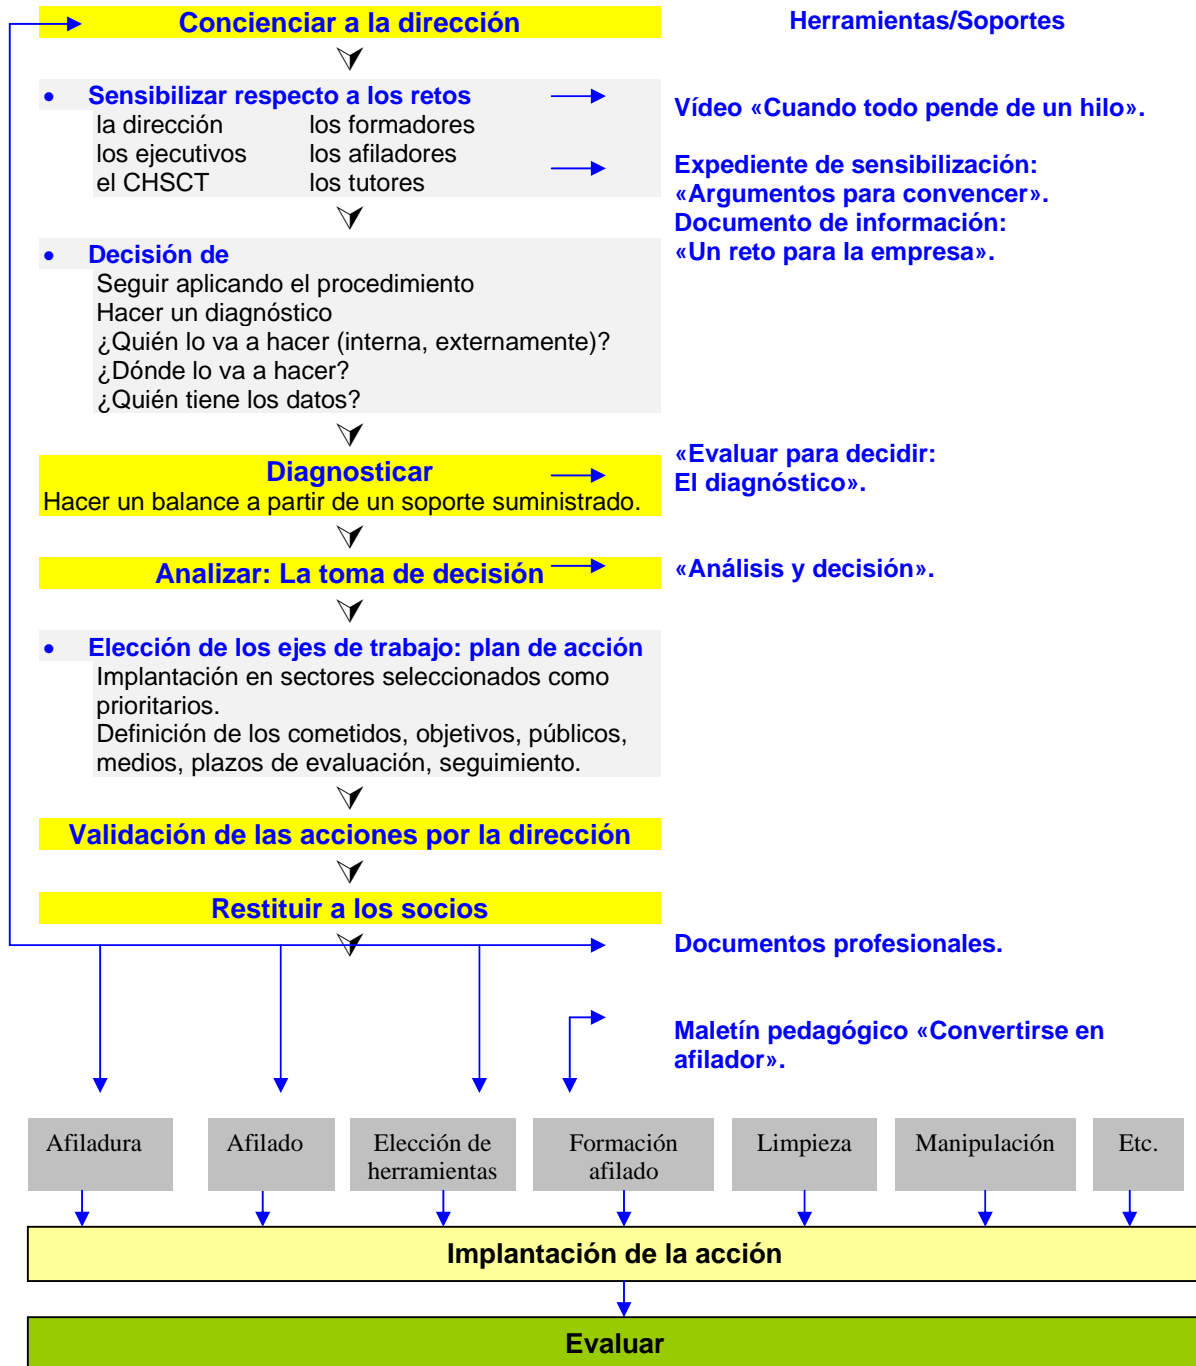 Concienciar a la dirección
Herramientas/Soportes
• Sensibilizar respecto a los retos
la dirección los formadores
los ejecutivos los afiladores
el CHSCT los tutores
Vídeo «Cuando todo pende de un hilo».
Expediente de sensibilización:
«Argumentos para convencer».
Documento de información:
«Un reto para la empresa».
• Decisión de
Seguir aplicando el procedimiento
Hacer un diagnóstico
¿Quién lo va a hacer (interna, externamente)?
¿Dónde lo va a hacer?
¿Quién tiene los datos?
Diagnosticar
Hacer un balance a partir de un soporte suministrado.
«Evaluar para decidir:
El diagnóstico».
Analizar: La toma de decisión
«Análisis y decisión».
• Elección de los ejes de trabajo: plan de acción
Implantación en sectores seleccionados como
prioritarios.
Definición de los cometidos, objetivos, públicos,
medios, plazos de evaluación, seguimiento.
Validación de las acciones por la dirección
Restituir a los socios
Documentos profesionales.
Maletín pedagógico «Convertirse en
afilador».
Afiladura
Afilado
Elección de
herramientas
Formación
afilado
Limpieza
Manipulación
Etc.
Implantación de la acción
Evaluar